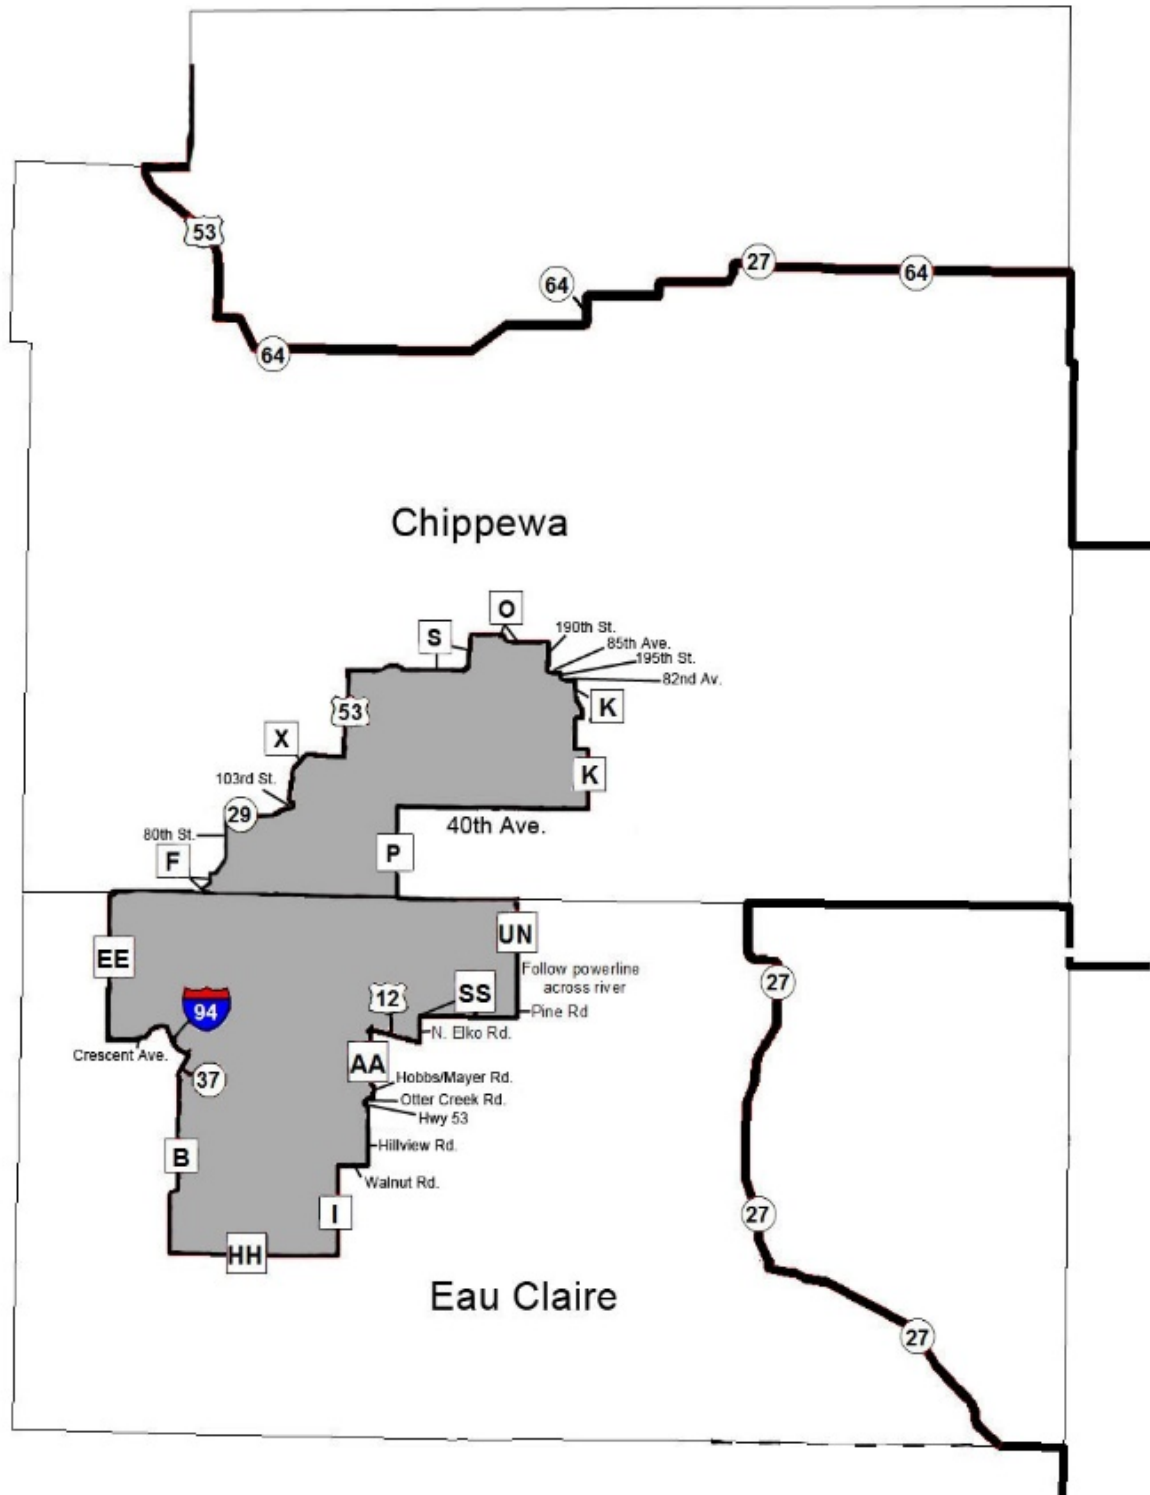 53
27
64
64
64
Chippewa
O
190th St.
S
85th Ave.
195th St.
82nd Av.
K
53
X
K
103rd St.
29
40th Ave.
80th St.
P
F
UN
EE
Follow powerline
across river
SS
12
27
94
Pine Rd
N. Elko Rd.
Crescent Ave.
AA
37
Hobbs/Mayer Rd.
Otter Creek Rd.
Hwy 53
Hillview Rd.
B
Walnut Rd.
I
27
HH
Eau Claire
27